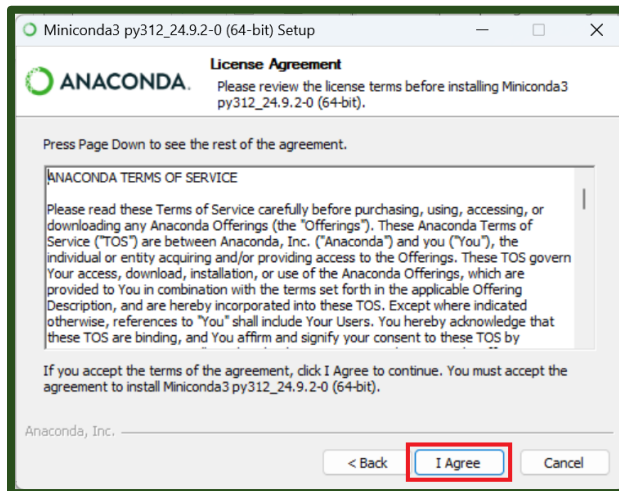 Miniconda3 py312_24.9.2-0 (64-bit) Setup
ANACONDA.
License Agreement
Please review the license terms before installing Miniconda3
py312_24.9.2-0 (64-bit).
Press Page Down to see the rest of the agreement.
ANACONDA TERMS OF SERVICE
Please read these Terms of Service carefully before purchasing, using, accessing, or
downloading any Anaconda Offerings (the "Offerings"). These Anaconda Terms of
Service ("TOS") are between Anaconda, Inc. ("Anaconda") and you ("You"), the
individual or entity acquiring and/or providing access to the Offerings. These TOS govern
Your access, download, installation, or use of the Anaconda Offerings, which are
provided to You in combination with the terms set forth in the applicable Offering
Description, and are hereby incorporated into these TOS. Except where indicated
otherwise, references to "You" shall include Your Users. You hereby acknowledge that
these TOS are binding, and You affirm and signify your consent to these TOS by
If you accept the terms of the agreement, click I Agree to continue. You must accept the
agreement to install Miniconda3 py312_24.9.2-0 (64-bit).
Anaconda, Inc.
< Back
I Agree
Cancel